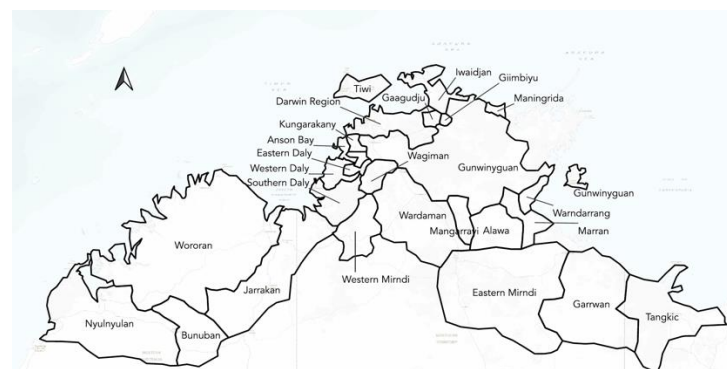 Iwaidjan
Giimbiyu
Tiwi
Gaagudju
Maningrida
Darwin Region
Kungarakany
Anson Bay
Eastern Daly
Wagiman
Western Daly
Gunwinyguan
Southern Daly
Gunwinyguan
Warndarrang
Wardaman
Mangarrayi
Alawa
Marran
Wororan
Western Mirndi
Jarrakan
Eastern Mirndi
Garrwan
Tangkic
Nyulnyulan
Bunuban